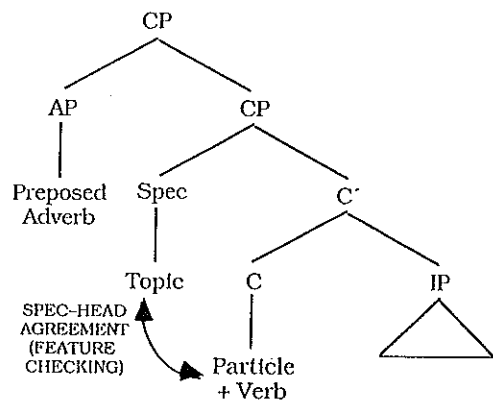 CP
AP CP
Preposed Spec C´
Adverb
Topic C IP
SPEC-HEAD
AGREEMENT
(FEATURE
CHECKING)
Particle
+ Verb